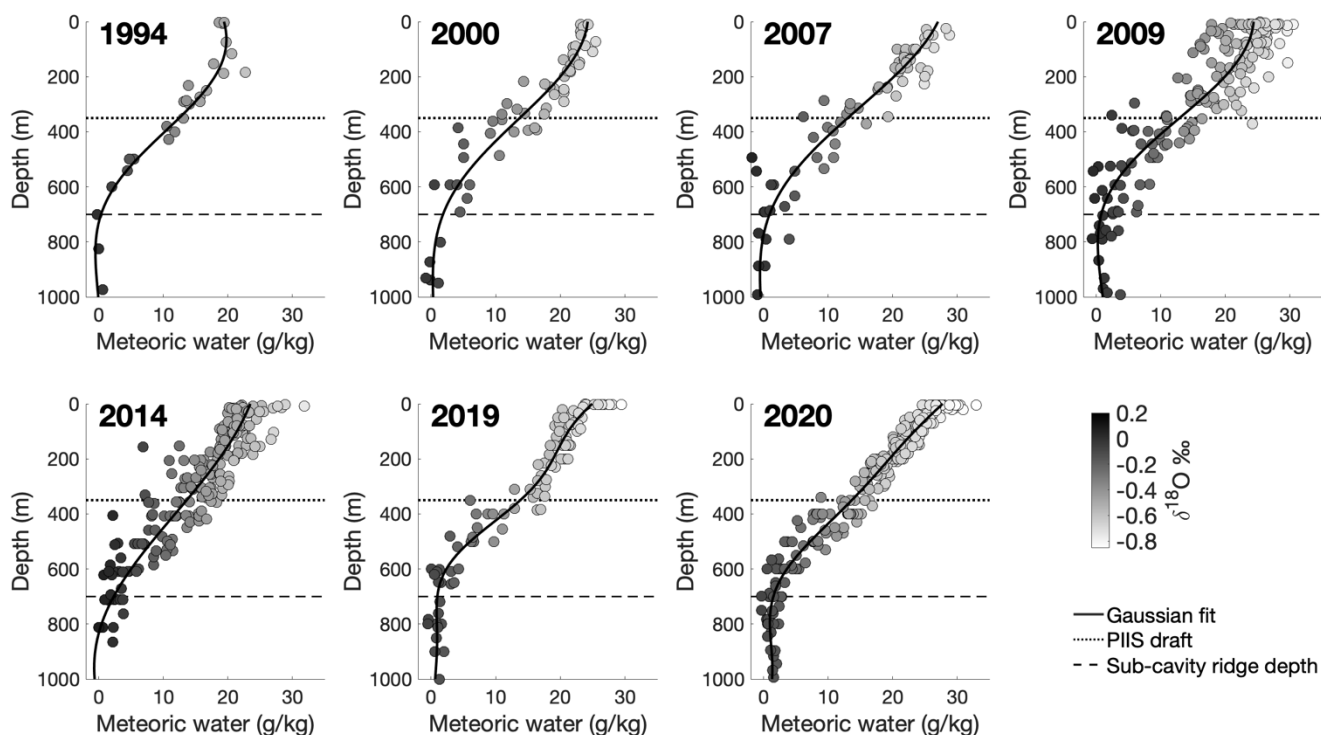 1994
2000
2007
2009
0
200
400
600
800
1000
Depth (m)
0 10 20 30
Meteoric water (g/kg)
0
200
400
600
800
1000
Depth (m)
0 10 20 30
Meteoric water (g/kg)
0
200
400
600
800
1000
Depth (m)
0 10 20 30
Meteoric water (g/kg)
0
200
400
600
800
1000
Depth (m)
0 10 20 30
Meteoric water (g/kg)
2014
2019
2020
0
200
400
600
800
1000
Depth (m)
0 10 20 30
Meteoric water (g/kg)
0
200
400
600
800
1000
Depth (m)
0 10 20 30
Meteoric water (g/kg)
0
200
400
600
800
1000
Depth (m)
0 10 20 30
Meteoric water (g/kg)
0.2
0
-0.2
-0.4
-0.6
-0.8
δ¹⁸O ‰
Gaussian fit
PIIS draft
Sub-cavity ridge depth